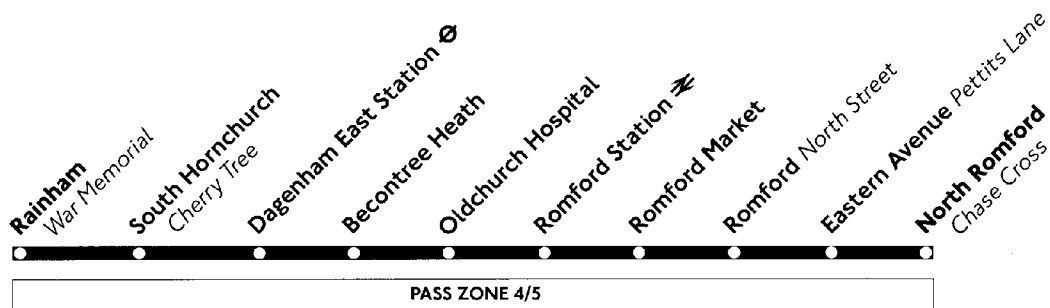 Rainham
War Memorial
South Hornchurch
Cherry Tree
Dagenham East Station
Becontree Heath
Oldchurch Hospital
Romford Station
Romford Market
Romford North Street
Eastern Avenue Pettits Lane
North Romford
Chase Cross
PASS ZONE 4/5